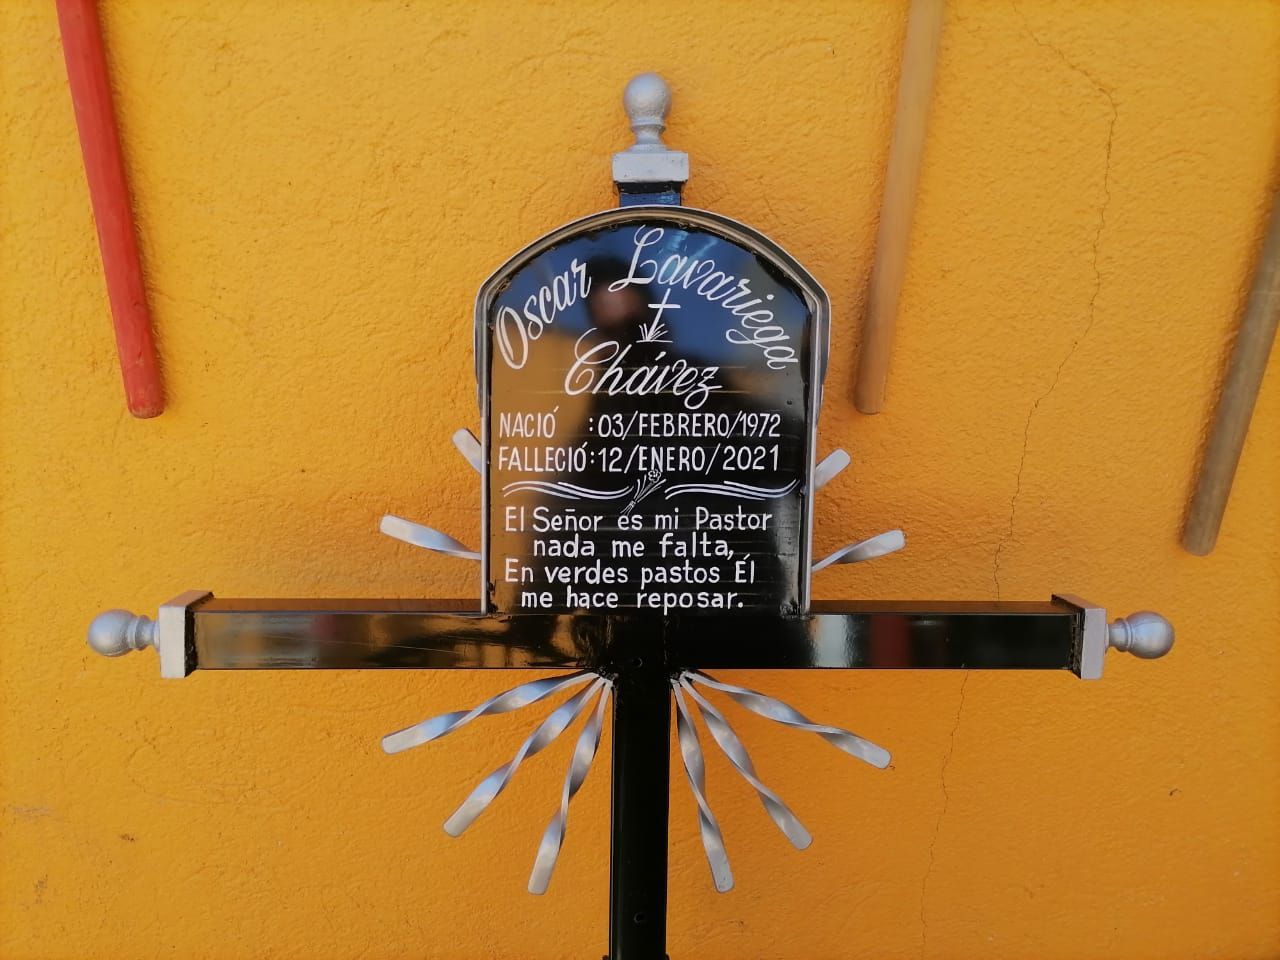 Oscar Lavariega
Chávez
NACIÓ :03/FEBRERO/1972
FALLECIÓ:12/ENERO/2021
El Señor es mi Pastor
nada me falta,
En verdes pastos Él
me hace reposar.